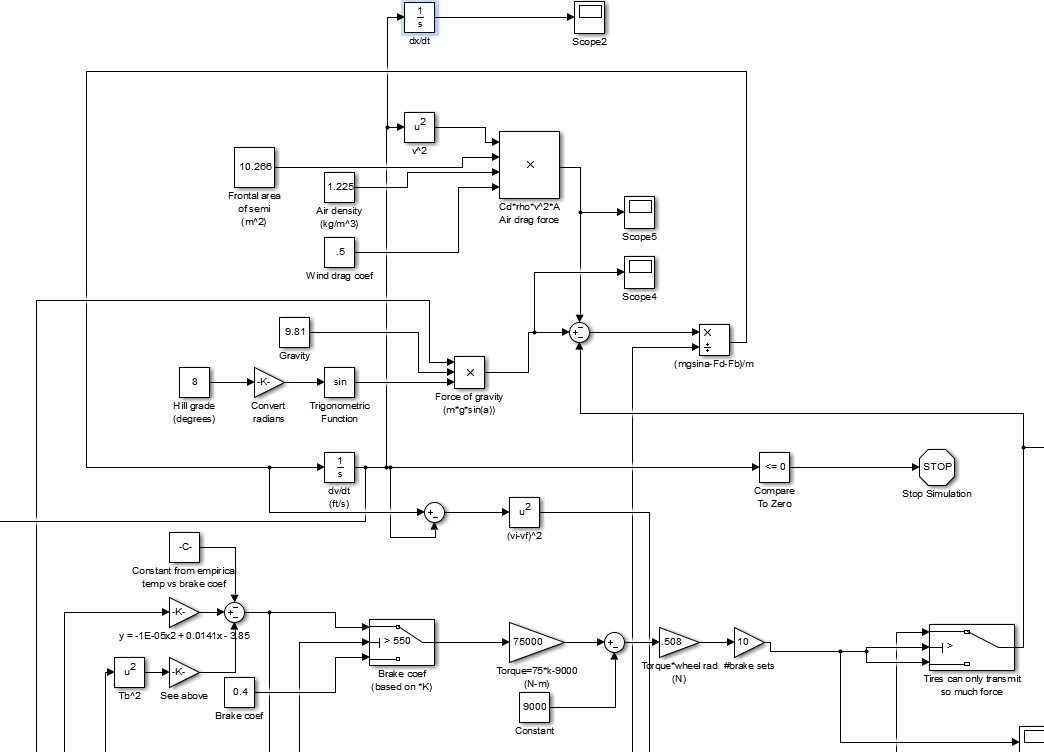 1
s
dx/dt
Scope2
u2
v^2
10.266
Frontal area
of semi
(m^2)
1.225
Air density
(kg/m^3)
×
Cd*rho*v^2*A
Air drag force
Scope5
.5
Wind drag coef
Scope4
9.81
Gravity
×
÷
(mgsina-Fd-Fb)/m
8
Hill grade
(degrees)
-K-
Convert
radians
sin
Trigonometric
Function
×
Force of gravity
(m*g*sin(a))
1
s
dv/dt
(ft/s)
<= 0
Compare
To Zero
STOP
Stop Simulation
u2
(vi-vf)^2
-C-
Constant from empirical
temp vs brake coef
-K-
y = -1E-05x2 + 0.0141x - 3.85
u2
Tb^2
-K-
See above
0.4
Brake coef
> 550
Brake coef
(based on *K)
75000
Torque=75*k-9000
(N-m)
9000
Constant
.508
Torque*wheel rad
(N)
10
#brake sets
>
Tires can only transmit
so much force